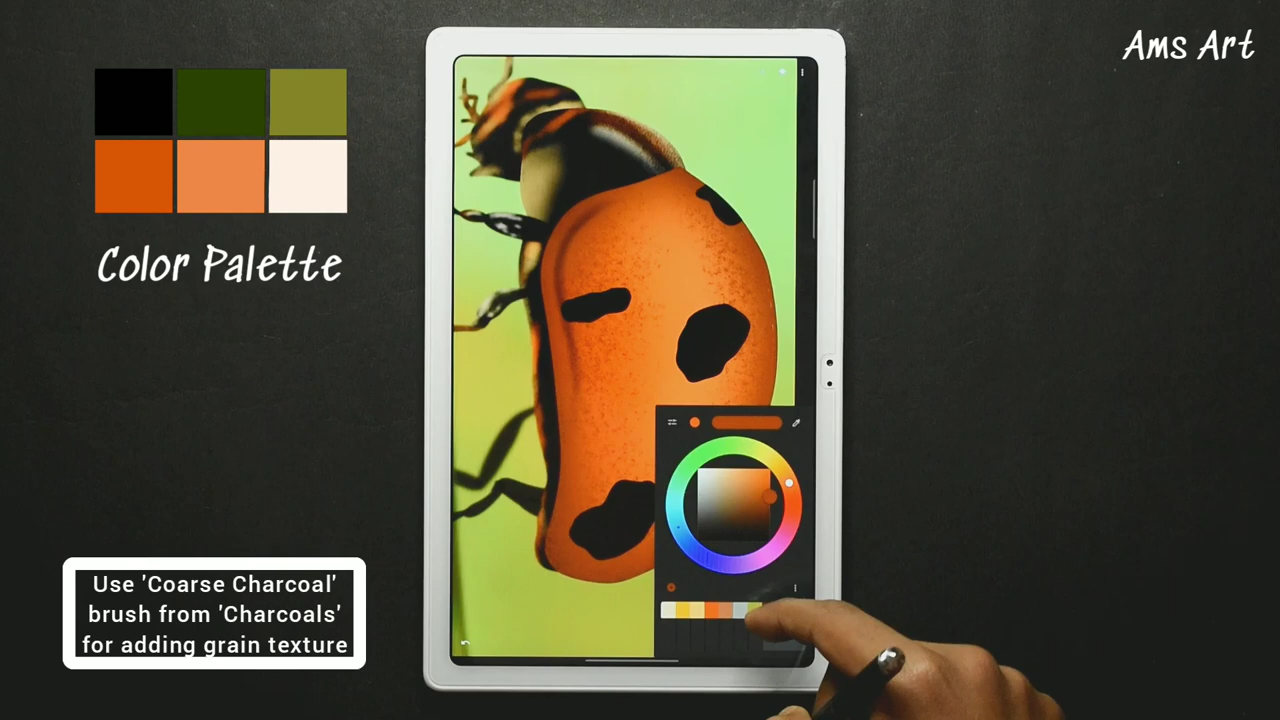 Ams Art
Color Palette
Use 'Coarse Charcoal'
brush from 'Charcoals'
for adding grain texture